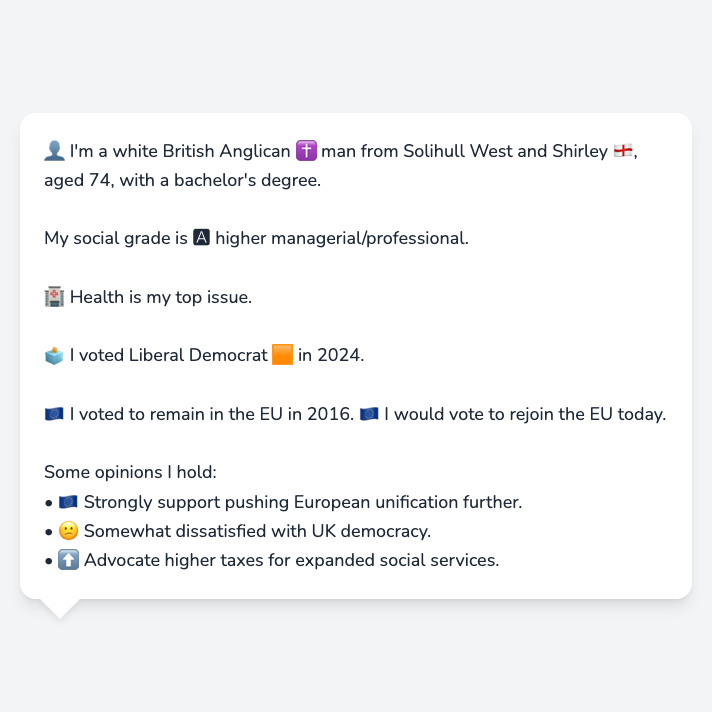 👤 I'm a white British Anglican ✝️ man from Solihull West and Shirley 🏴󠁧󠁢󠁥󠁮󠁧󠁿,
aged 74, with a bachelor's degree.
My social grade is 🅰 higher managerial/professional.
🏥 Health is my top issue.
🗳️ I voted Liberal Democrat 🟧 in 2024.
🇪🇺 I voted to remain in the EU in 2016. 🇪🇺 I would vote to rejoin the EU today.
Some opinions I hold:
• 🇪🇺 Strongly support pushing European unification further.
• 🙁 Somewhat dissatisfied with UK democracy.
• ⬆️ Advocate higher taxes for expanded social services.